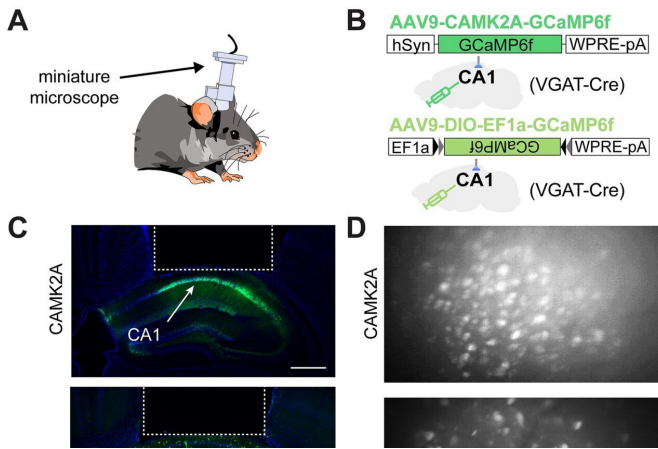 A
miniature
microscope
B
AAV9-CAMK2A-GCaMP6f
hSyn GCaMP6f WPRE-pA
CA1
(VGAT-Cre)
AAV9-DIO-EF1a-GCaMP6f
EF1a GCaMP6f WPRE-pA
CA1
(VGAT-Cre)
C
CAMK2A
CA1
D
CAMK2A